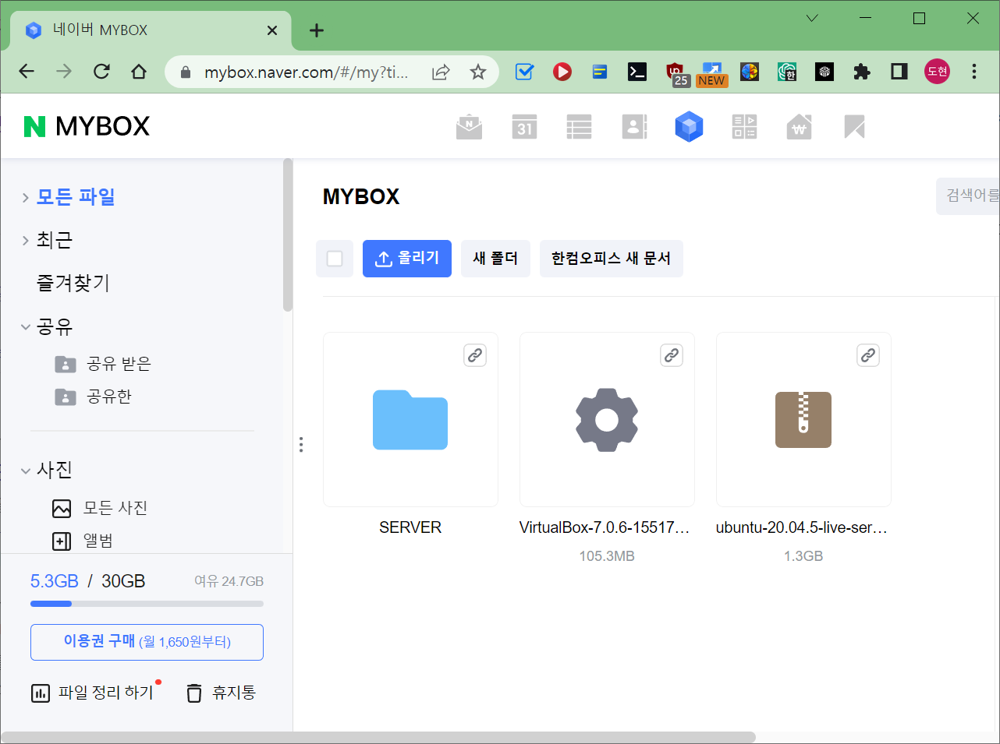 네이버 MYBOX
mybox.naver.com/#/my?ti...
25
NEW
한
도현
N MYBOX
N
31
₩
모든 파일
최근
즐겨찾기
공유
공유 받은
공유한
사진
모든 사진
앨범
5.3GB / 30GB
여유 24.7GB
이용권 구매 (월 1,650원부터)
파일 정리 하기
휴지통
MYBOX
검색어를
올리기
새 폴더
한컴오피스 새 문서
SERVER
VirtualBox-7.0.6-15517...
105.3MB
ubuntu-20.04.5-live-ser...
1.3GB